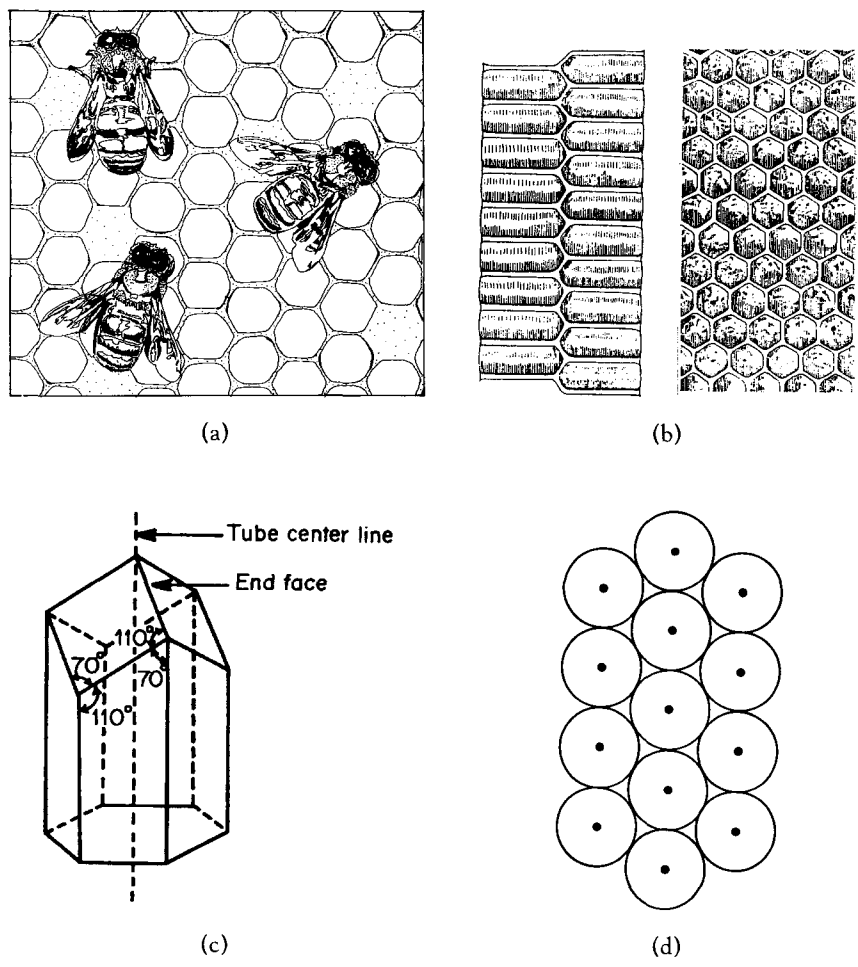 (a)
(b)
Tube center line
End face
110°
70°
70°
110°
(c)
(d)